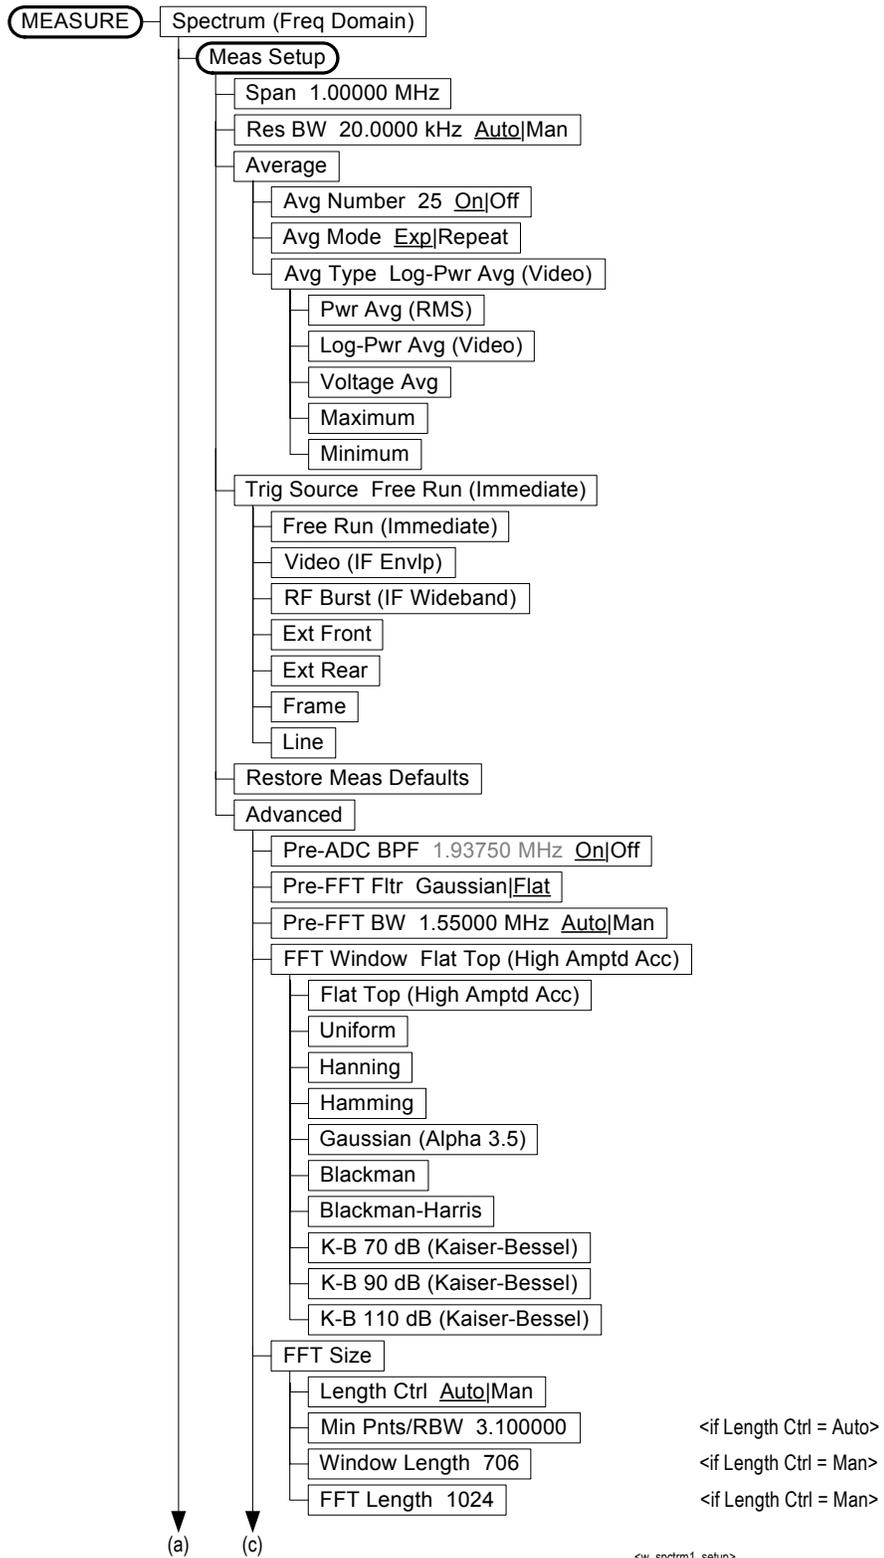 MEASURE Spectrum (Freq Domain)
Meas Setup
Span 1.00000 MHz
Res BW 20.0000 kHz Auto|Man
Average
Avg Number 25 On|Off
Avg Mode Exp|Repeat
Avg Type Log-Pwr Avg (Video)
Pwr Avg (RMS)
Log-Pwr Avg (Video)
Voltage Avg
Maximum
Minimum
Trig Source Free Run (Immediate)
Free Run (Immediate)
Video (IF Envlp)
RF Burst (IF Wideband)
Ext Front
Ext Rear
Frame
Line
Restore Meas Defaults
Advanced
Pre-ADC BPF 1.93750 MHz On|Off
Pre-FFT Fltr Gaussian|Flat
Pre-FFT BW 1.55000 MHz Auto|Man
FFT Window Flat Top (High Amptd Acc)
Flat Top (High Amptd Acc)
Uniform
Hanning
Hamming
Gaussian (Alpha 3.5)
Blackman
Blackman-Harris
K-B 70 dB (Kaiser-Bessel)
K-B 90 dB (Kaiser-Bessel)
K-B 110 dB (Kaiser-Bessel)
FFT Size
Length Ctrl Auto|Man
Min Pnts/RBW 3.100000 <if Length Ctrl = Auto>
Window Length 706 <if Length Ctrl = Man>
FFT Length 1024 <if Length Ctrl = Man>
(a) (c)